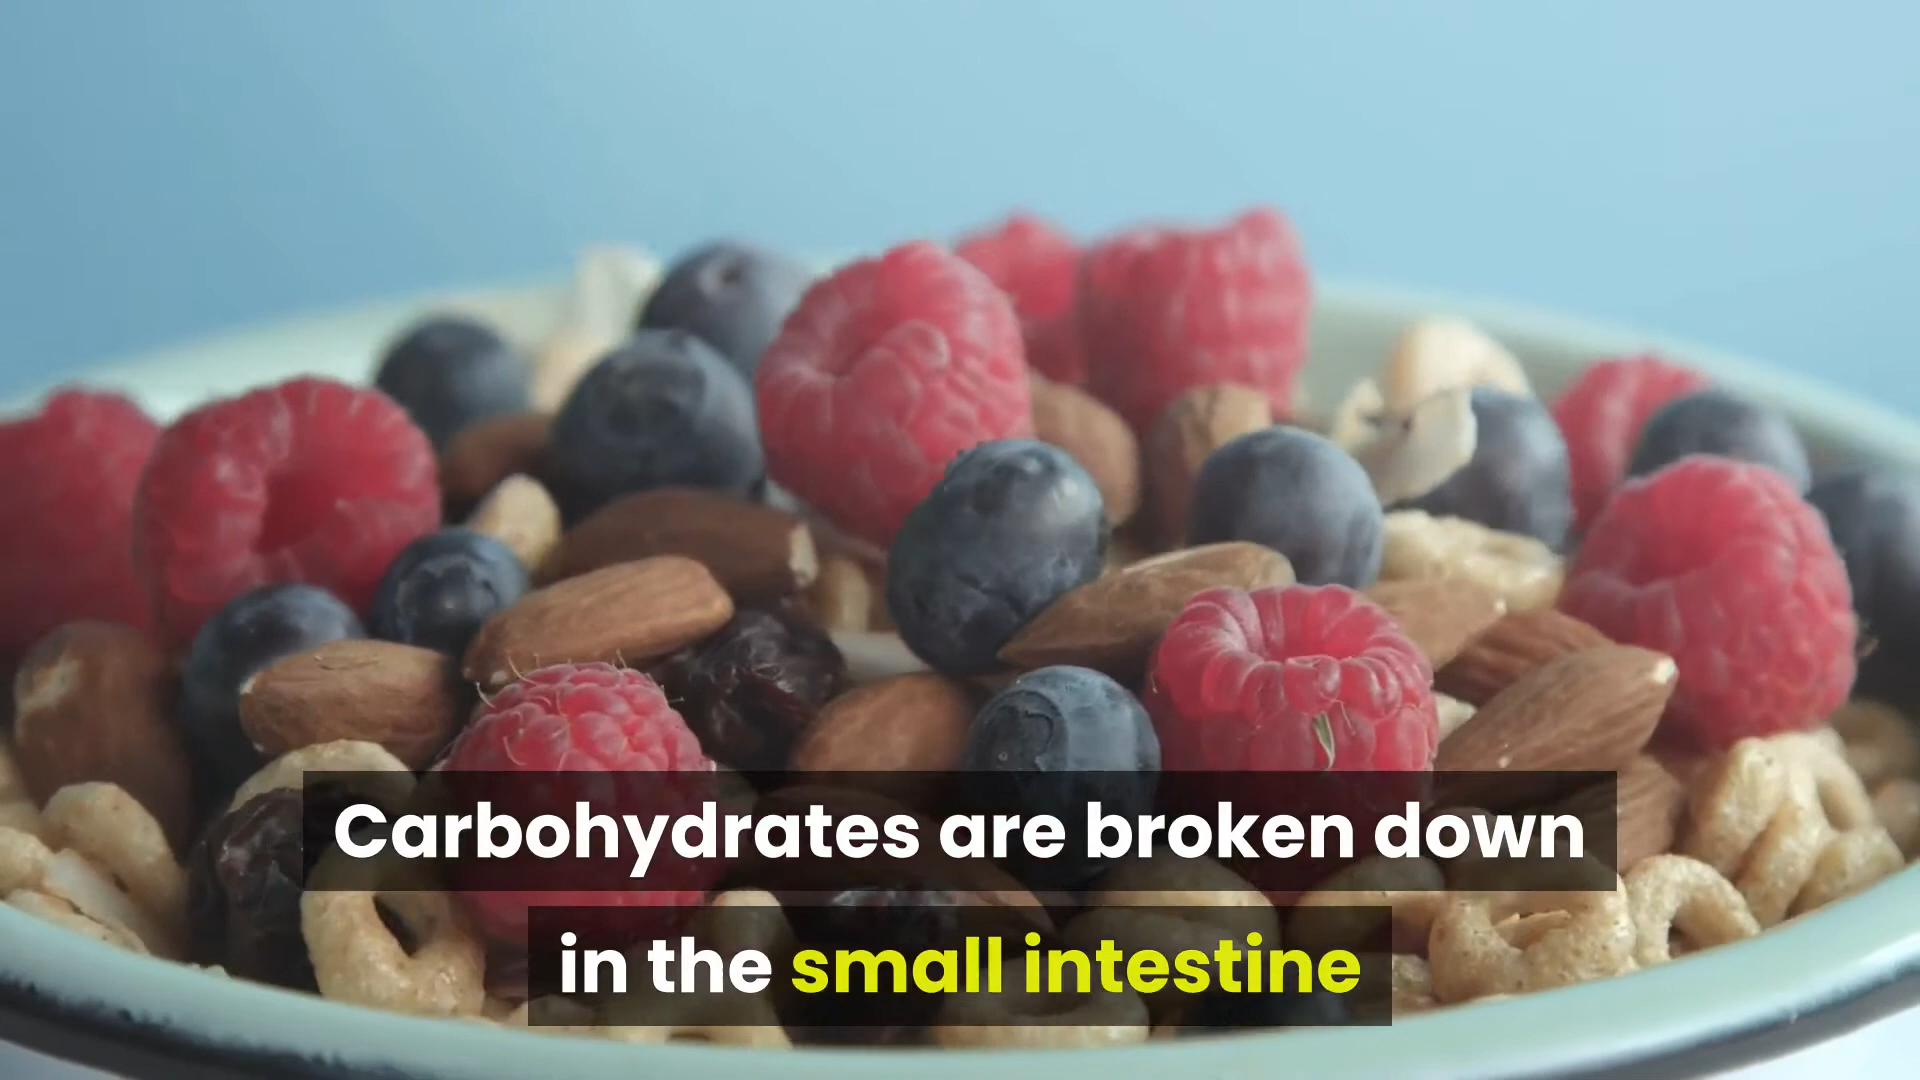 Carbohydrates are broken down
in the small intestine